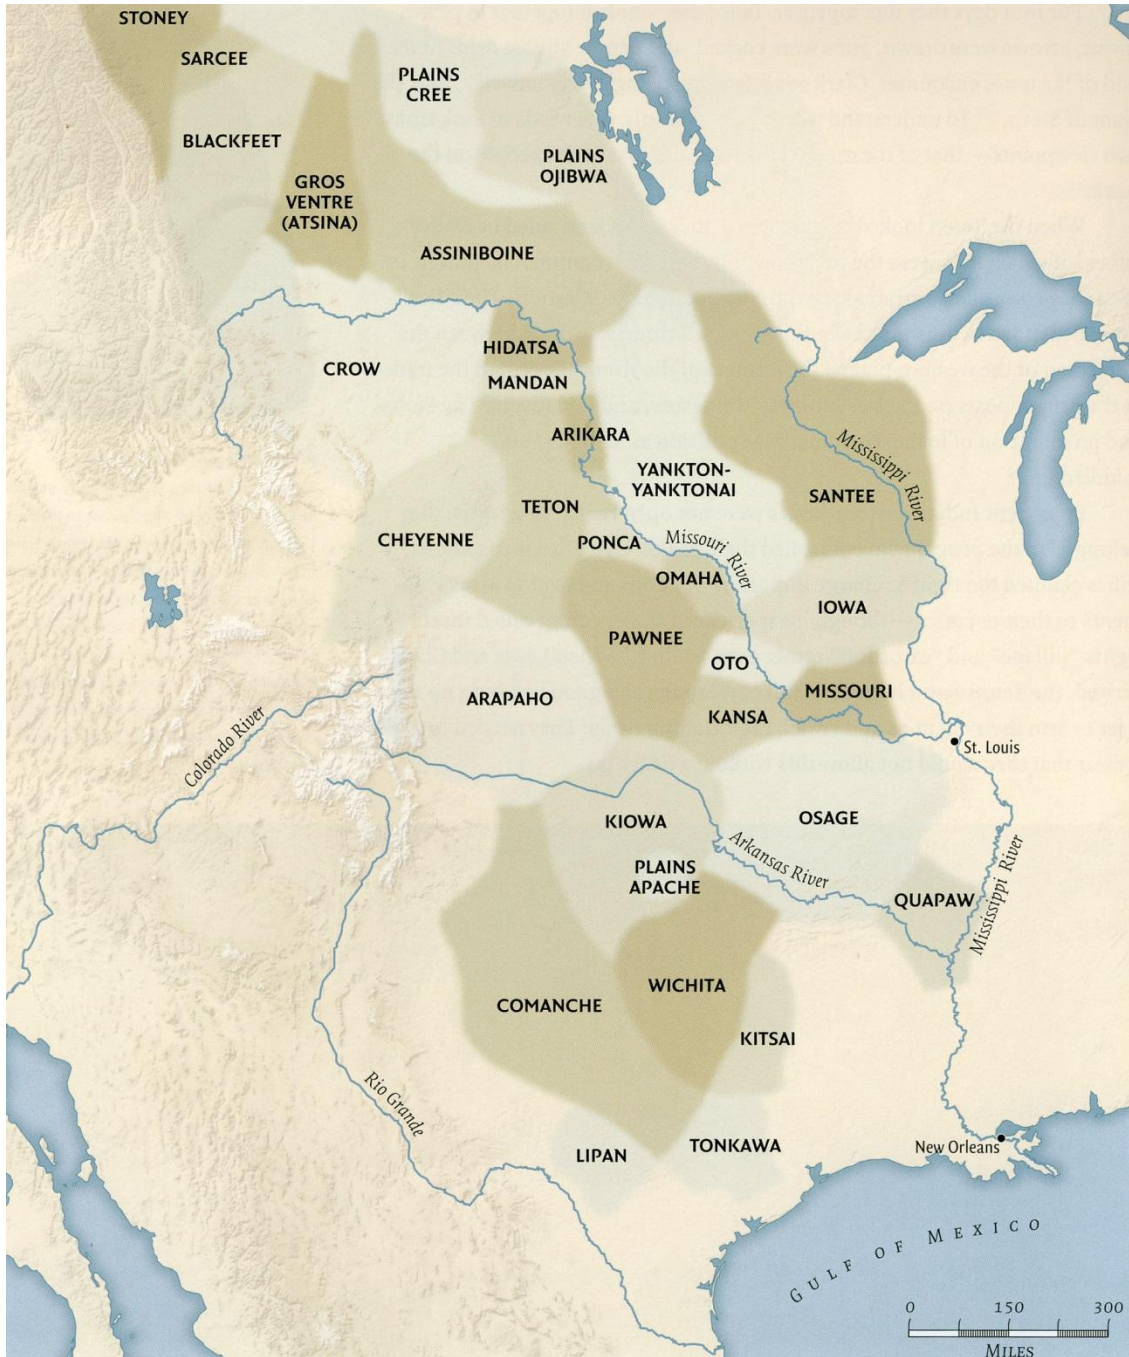 STONEY
SARCEE
PLAINS
CREE
BLACKFEET
PLAINS
OJIBWA
GROS
VENTRE
(ATSINA)
ASSINIBOINE
HIDATSA
CROW
MANDAN
ARIKARA
Mississippi River
YANKTON-
YANKTONAI
SANTEE
TETON
CHEYENNE
PONCA
Missouri River
OMAHA
IOWA
PAWNEE
OTO
MISSOURI
ARAPAHO
KANSA
Colorado River
St. Louis
KIOWA
OSAGE
Arkansas River
PLAINS
APACHE
QUAPAW
Mississippi River
WICHITA
COMANCHE
KITSAI
Rio Grande
LIPAN
TONKAWA
New Orleans
GULF OF MEXICO
0 150 300
MILES